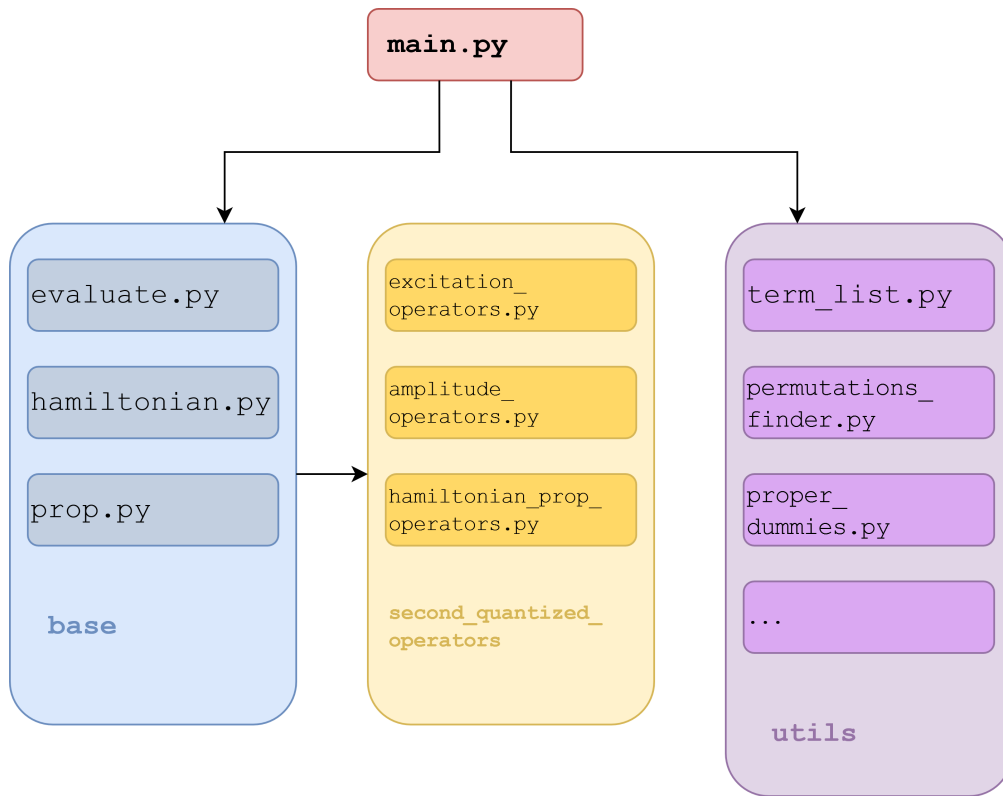 main.py
evaluate.py
hamiltonian.py
prop.py
base
excitation_
operators.py
amplitude_
operators.py
hamiltonian_prop_
operators.py
second_quantized_
operators
term_list.py
permutations_
finder.py
proper_
dummies.py
...
utils